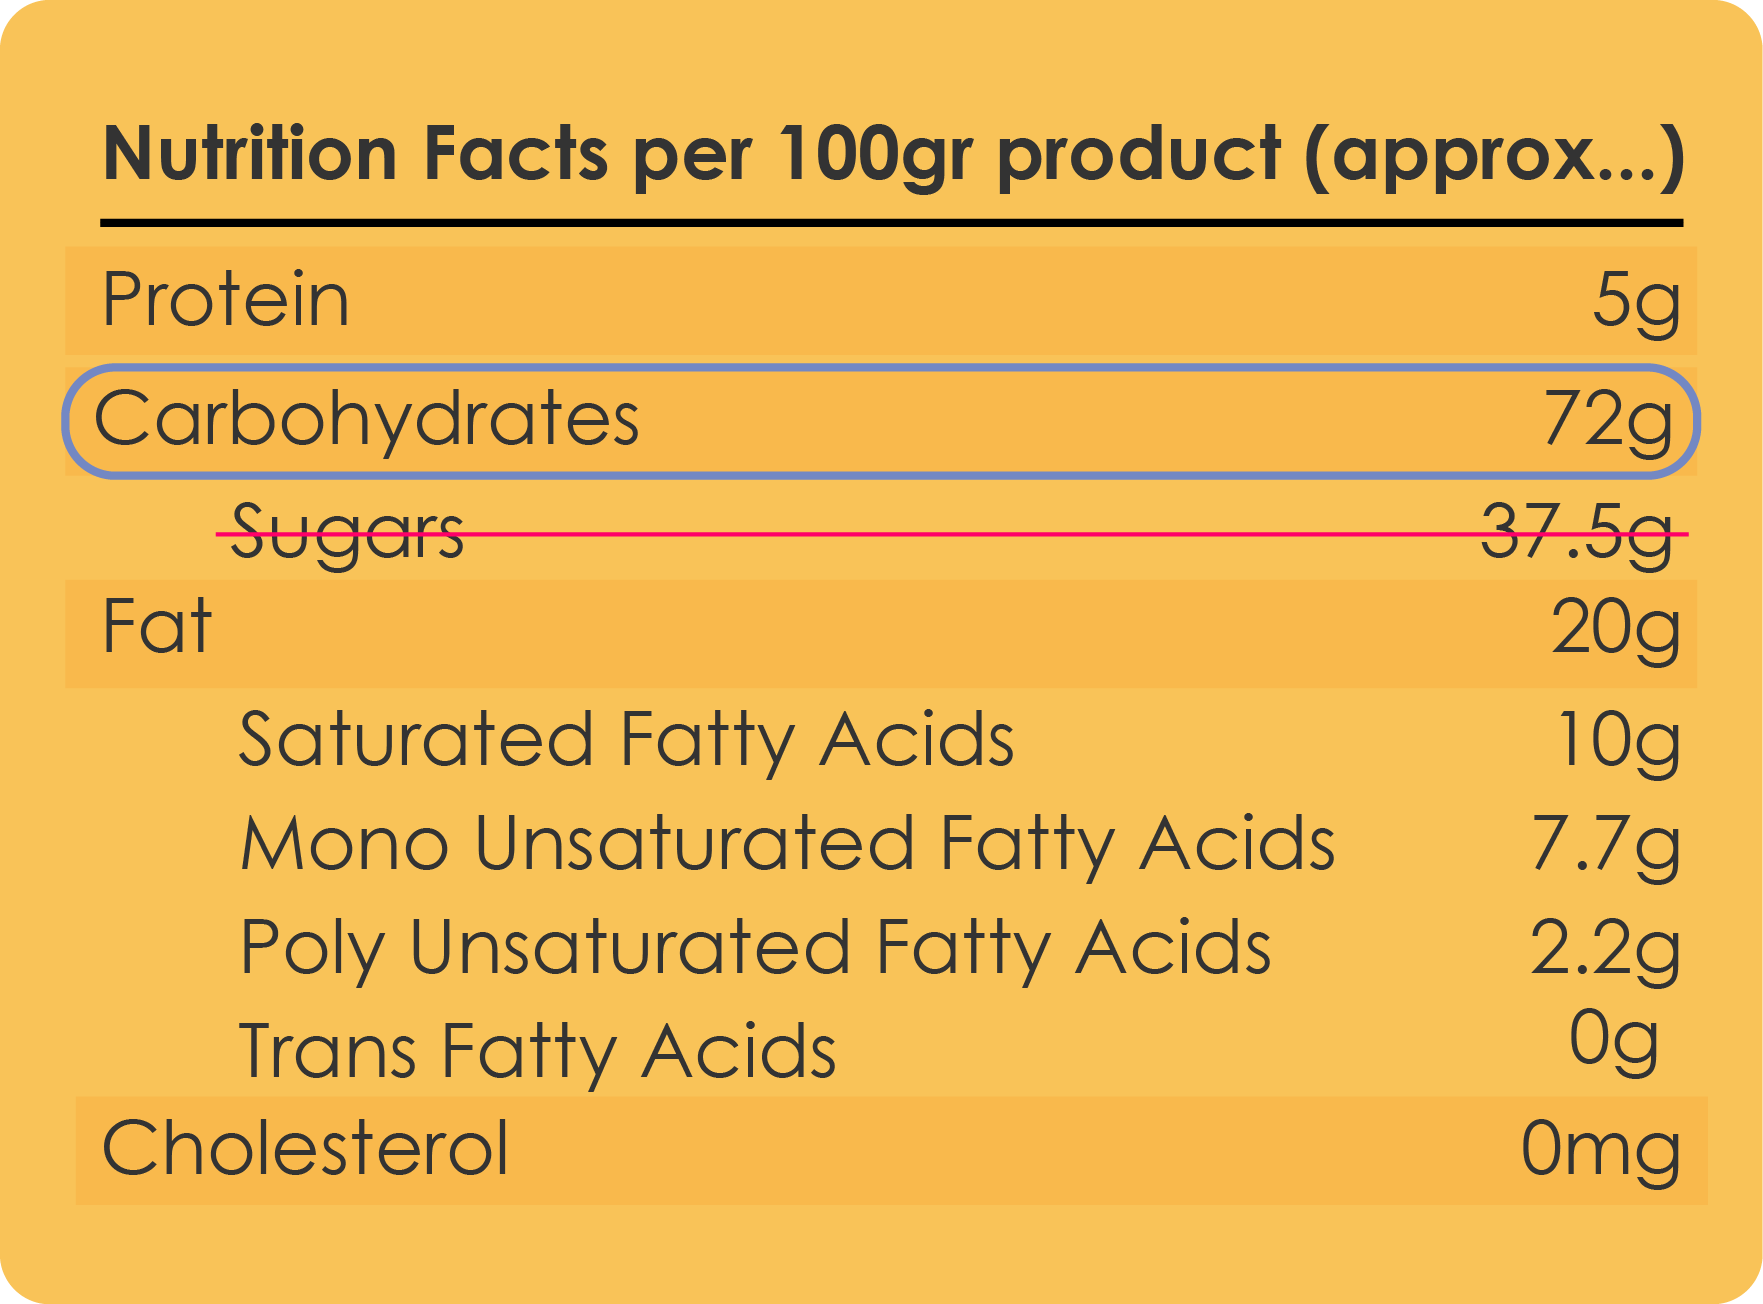 Nutrition Facts per 100gr product (approx...)
Protein 5g
Carbohydrates 72g
Sugars 37.5g
Fat 20g
Saturated Fatty Acids 10g
Mono Unsaturated Fatty Acids 7.7g
Poly Unsaturated Fatty Acids 2.2g
Trans Fatty Acids 0g
Cholesterol 0mg